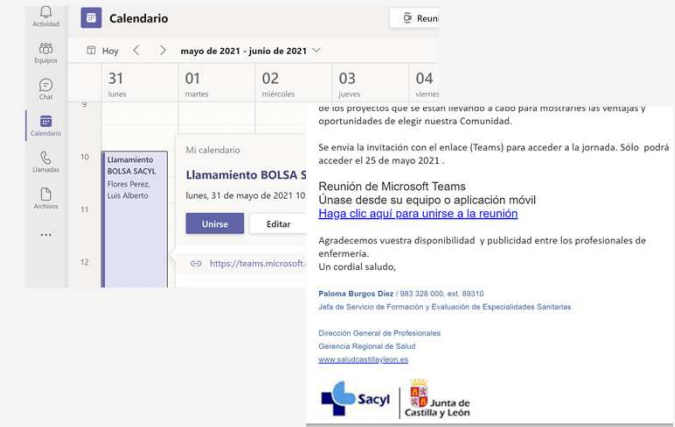 Actividad
Equipos
Chat
Calendario
Llamadas
Archivos
...
Calendario
Hoy
mayo de 2021 - junio de 2021
31
lunes
01
martes
02
miércoles
03
jueves
04
viernes
9
10
11
12
Llamamiento
BOLSA SACYL
Flores Perez,
Luis Alberto
Mi calendario
Llamamiento BOLSA S
lunes, 31 de mayo de 2021 10
Unirse
Editar
https://teams.microsoft.
de los proyectos que se están llevando a cabo para mostrarles las ventajas y
oportunidades de elegir nuestra Comunidad.
Se envía la invitación con el enlace (Teams) para acceder a la jornada. Sólo podrá
acceder el 25 de mayo 2021 .
Reunión de Microsoft Teams
Únase desde su equipo o aplicación móvil
Haga clic aquí para unirse a la reunión
Agradecemos vuestra disponibilidad y publicidad entre los profesionales de
enfermería.
Un cordial saludo,
Paloma Burgos Díez / 983 328 000, ext. 89310
Jefa de Servicio de Formación y Evaluación de Especialidades Sanitarias
Dirección General de Profesionales
Gerencia Regional de Salud
www.saludcastillayleon.es
Sacyl
Junta de
Castilla y León